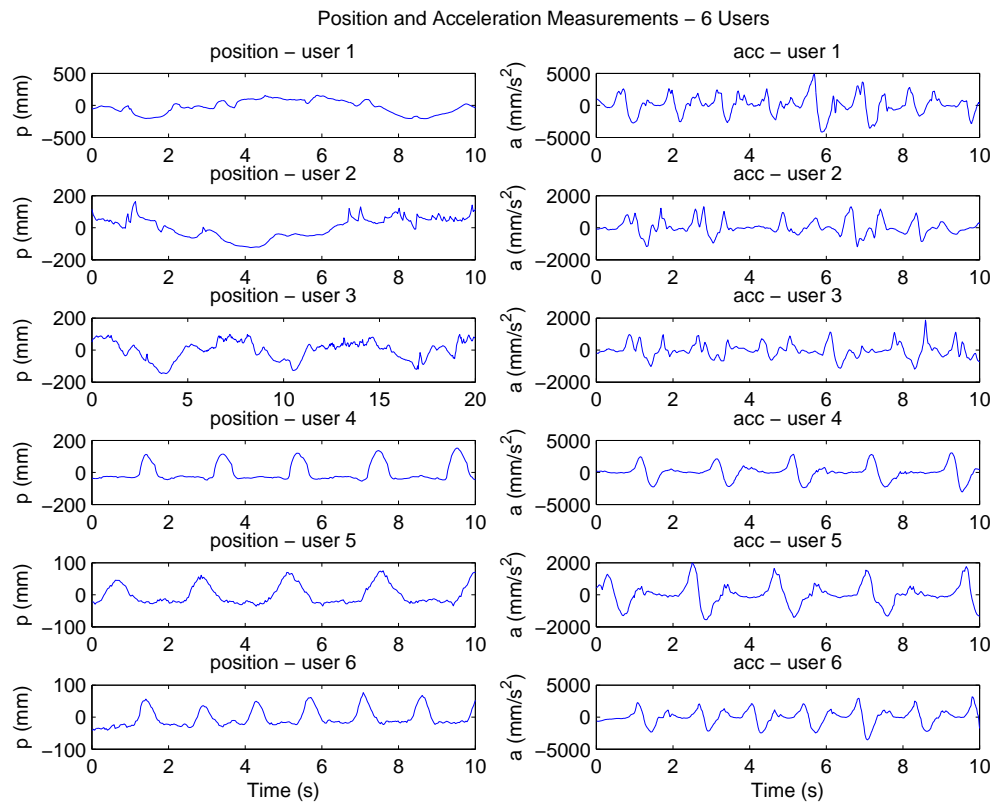 Position and Acceleration Measurements – 6 Users
position – user 1
acc – user 1
p (mm)
500
0
−500
0 2 4 6 8 10
a (mm/s²)
5000
0
−5000
0 2 4 6 8 10
position – user 2
acc – user 2
p (mm)
200
0
−200
0 2 4 6 8 10
a (mm/s²)
2000
0
−2000
0 2 4 6 8 10
position – user 3
acc – user 3
p (mm)
200
0
−200
0 5 10 15 20
a (mm/s²)
2000
0
−2000
0 2 4 6 8 10
position – user 4
acc – user 4
p (mm)
200
0
−200
0 2 4 6 8 10
a (mm/s²)
5000
0
−5000
0 2 4 6 8 10
position – user 5
acc – user 5
p (mm)
100
0
−100
0 2 4 6 8 10
a (mm/s²)
2000
0
−2000
0 2 4 6 8 10
position – user 6
acc – user 6
p (mm)
100
0
−100
0 2 4 6 8 10
Time (s)
a (mm/s²)
5000
0
−5000
0 2 4 6 8 10
Time (s)